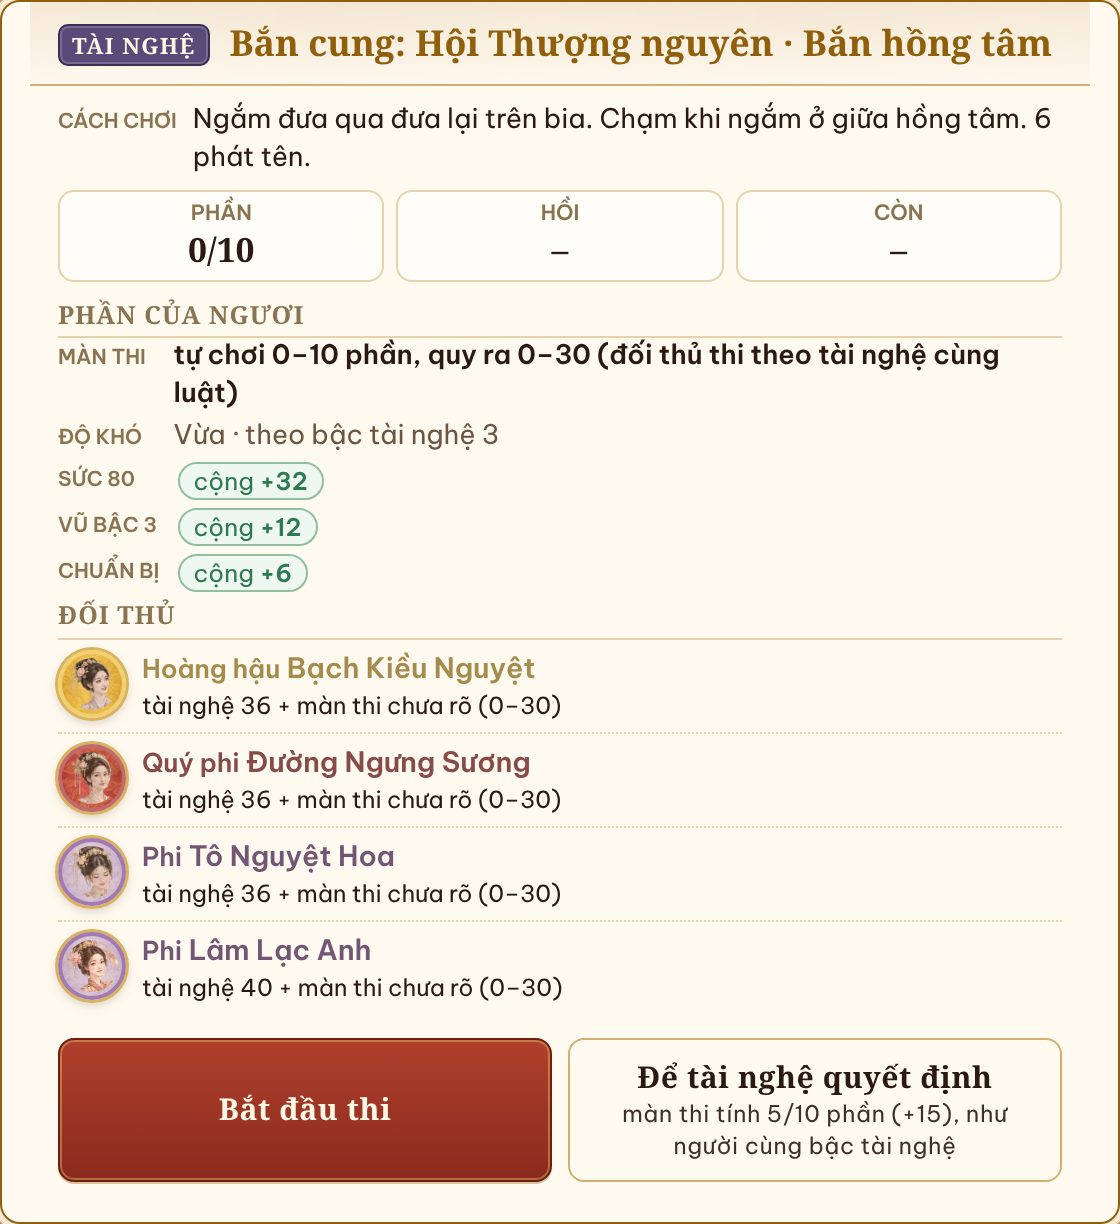 TÀI NGHỆ Bắn cung: Hội Thượng nguyên · Bắn hồng tâm
CÁCH CHƠI Ngắm đưa qua đưa lại trên bia. Chạm khi ngắm ở giữa hồng tâm. 6
phát tên.
PHẦN HỒI CÒN
0/10 – –
PHẦN CỦA NGƯƠI
MÀN THI tự chơi 0–10 phần, quy ra 0–30 (đối thủ thi theo tài nghệ cùng
luật)
ĐỘ KHÓ Vừa · theo bậc tài nghệ 3
SỨC 80 cộng +32
VŨ BẬC 3 cộng +12
CHUẨN BỊ cộng +6
ĐỐI THỦ
Hoàng hậu Bạch Kiều Nguyệt
tài nghệ 36 + màn thi chưa rõ (0–30)
Quý phi Đường Ngưng Sương
tài nghệ 36 + màn thi chưa rõ (0–30)
Phi Tô Nguyệt Hoa
tài nghệ 36 + màn thi chưa rõ (0–30)
Phi Lâm Lạc Anh
tài nghệ 40 + màn thi chưa rõ (0–30)
Bắt đầu thi
Để tài nghệ quyết định
màn thi tính 5/10 phần (+15), như
người cùng bậc tài nghệ